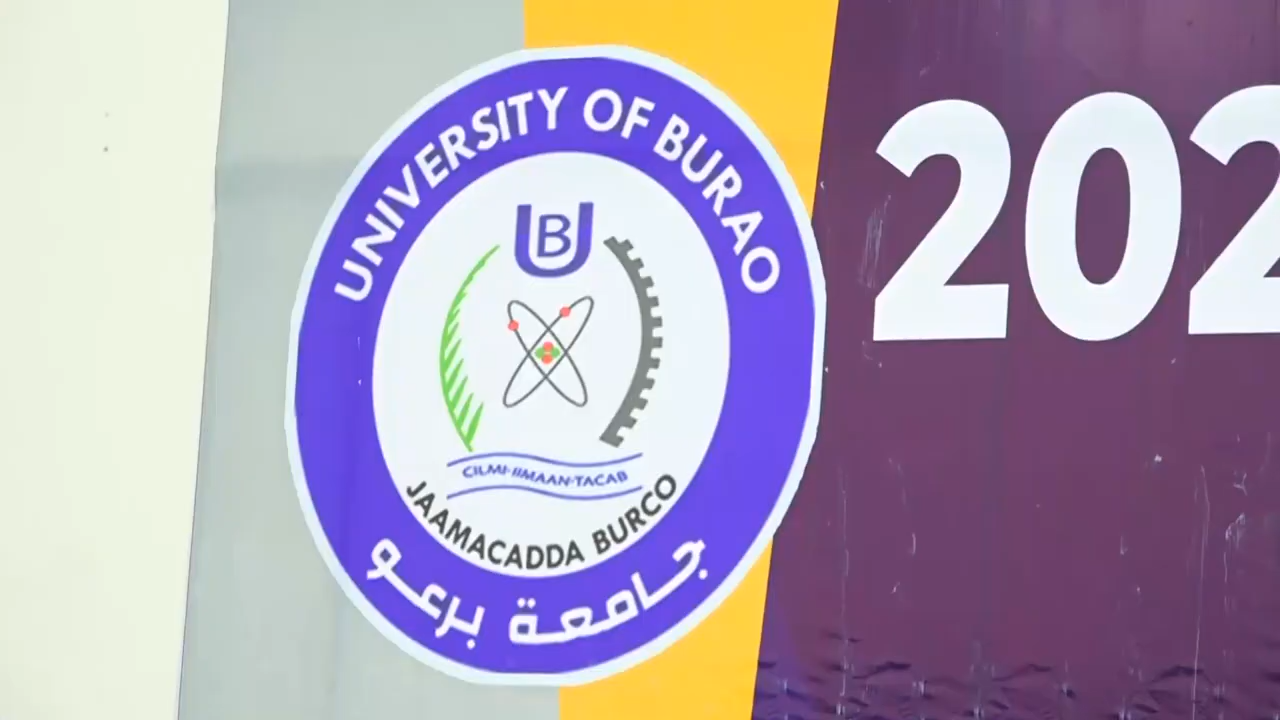 UNIVERSITY OF BURAO
UB
CILMI-IIMAAN-TACAB
JAAMACADDA BURCO
جامعة برعو
202